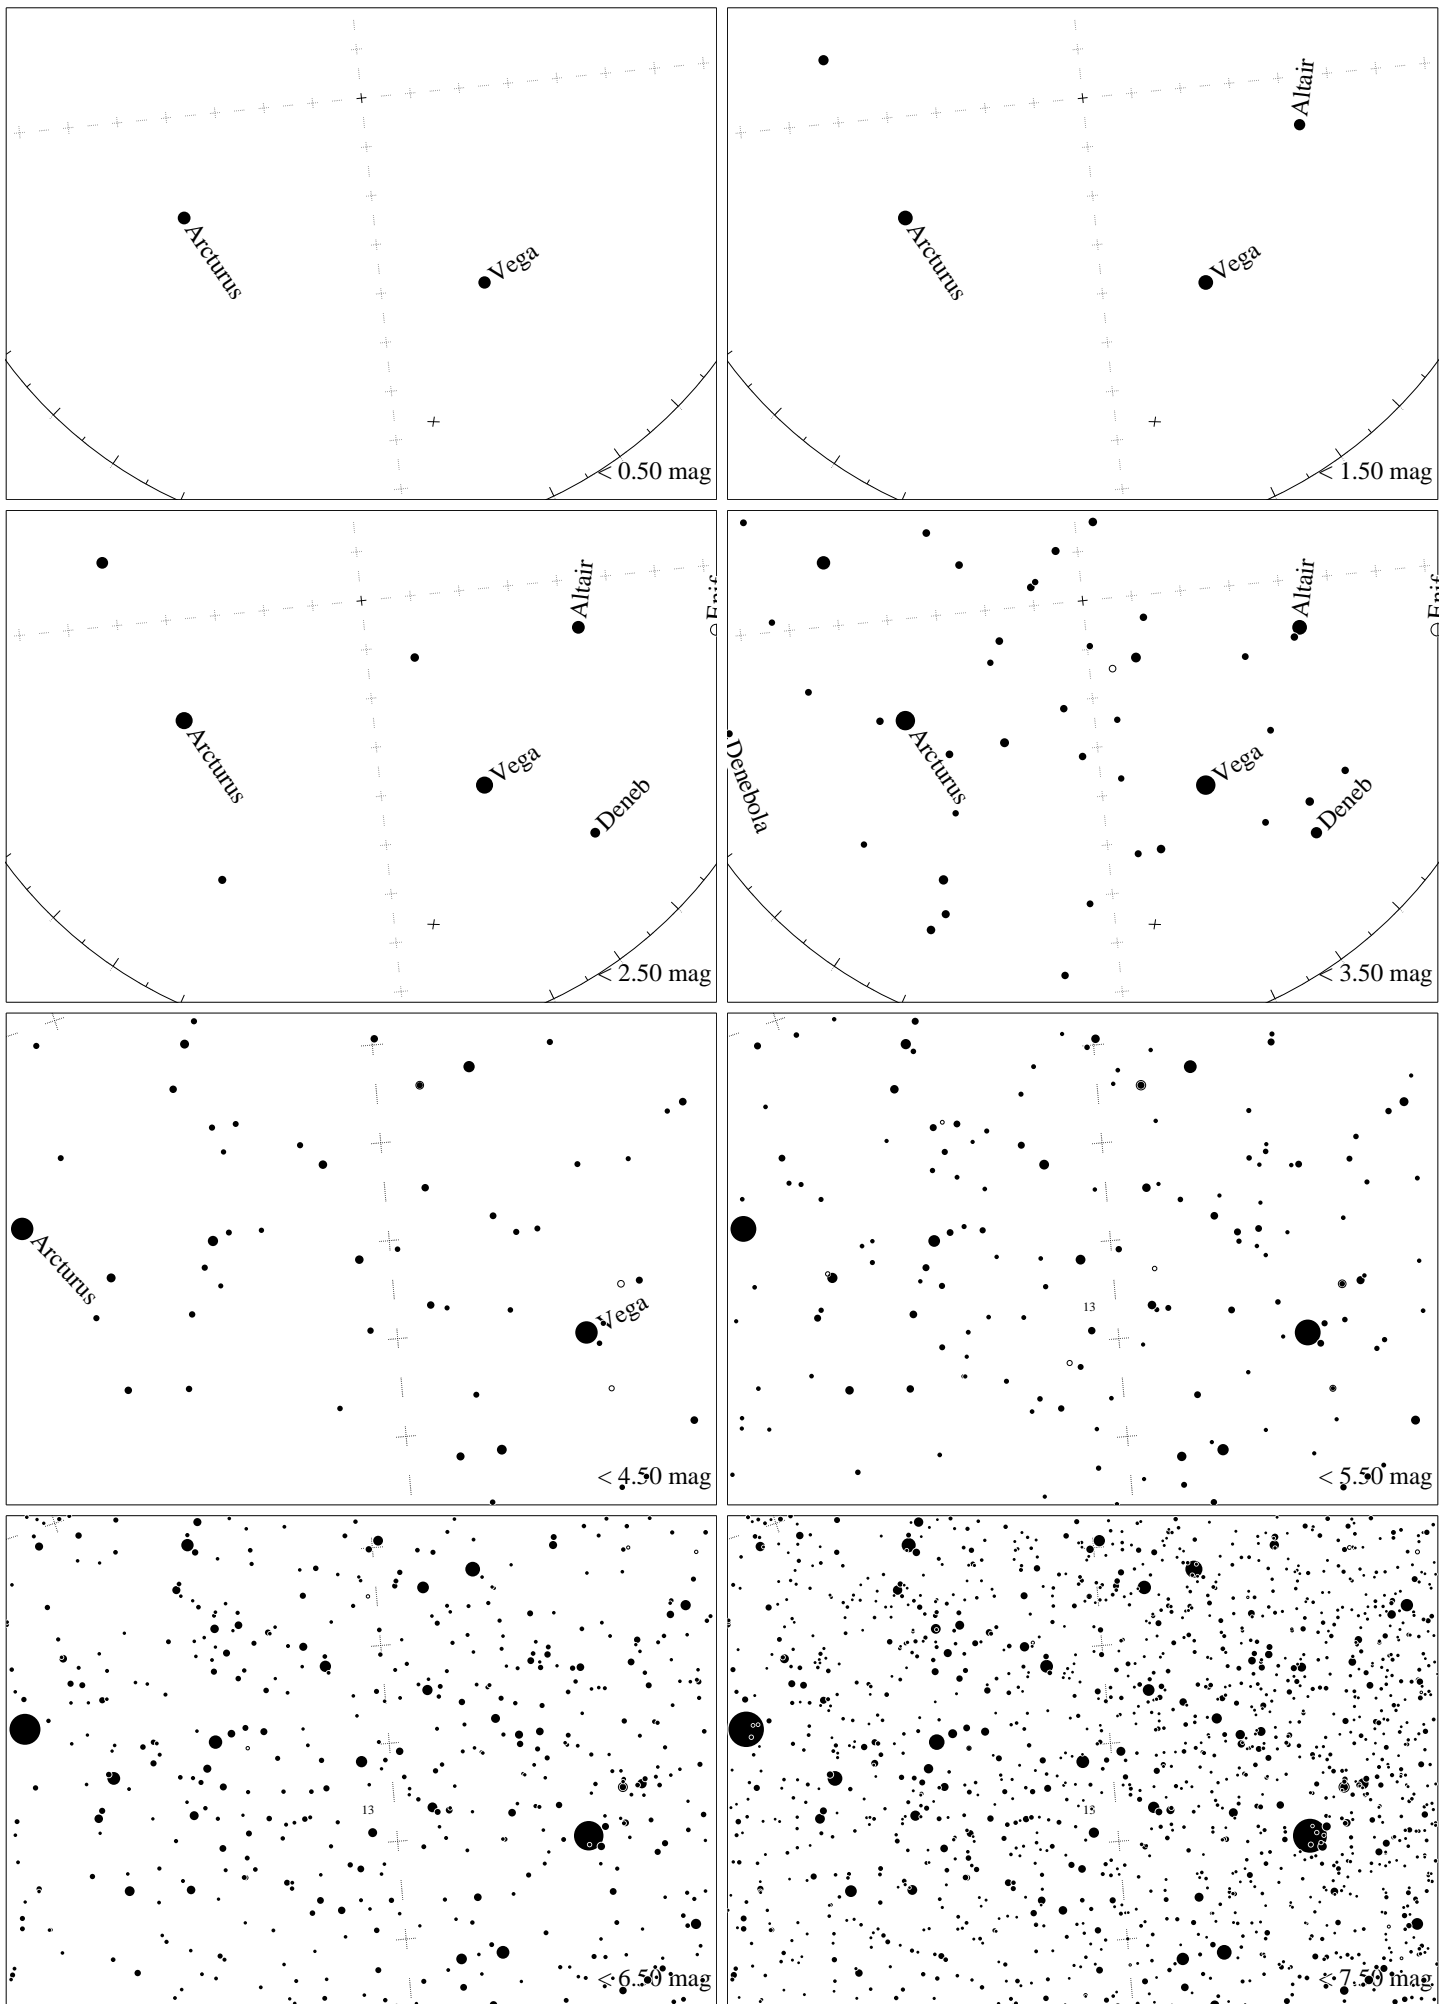 Arcturus
Vega
< 0.50 mag
Altair
Arcturus
Vega
< 1.50 mag
Altair
Arcturus
Vega
Deneb
< 2.50 mag
Altair
Denebola
Arcturus
Vega
Deneb
< 3.50 mag
Arcturus
Vega
< 4.50 mag
13
< 5.50 mag
13
< 6.50 mag
13
< 7.50 mag